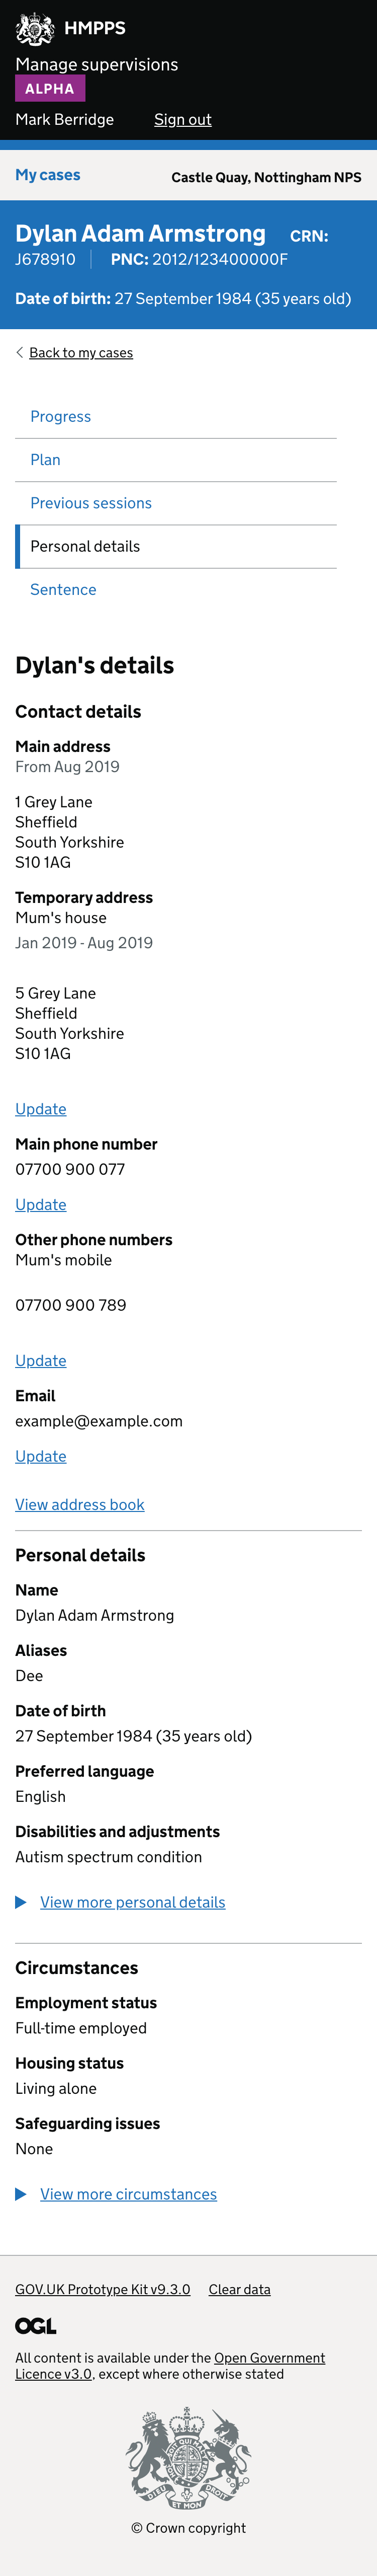 HMPPS
Manage supervisions
ALPHA
Mark Berridge Sign out
My cases Castle Quay, Nottingham NPS
Dylan Adam Armstrong CRN:
J678910 PNC: 2012/123400000F
Date of birth: 27 September 1984 (35 years old)
Back to my cases
Progress
Plan
Previous sessions
Personal details
Sentence
Dylan's details
Contact details
Main address
From Aug 2019
1 Grey Lane
Sheffield
South Yorkshire
S10 1AG
Temporary address
Mum's house
Jan 2019 - Aug 2019
5 Grey Lane
Sheffield
South Yorkshire
S10 1AG
Update
Main phone number
07700 900 077
Update
Other phone numbers
Mum's mobile
07700 900 789
Update
Email
example@example.com
Update
View address book
Personal details
Name
Dylan Adam Armstrong
Aliases
Dee
Date of birth
27 September 1984 (35 years old)
Preferred language
English
Disabilities and adjustments
Autism spectrum condition
View more personal details
Circumstances
Employment status
Full-time employed
Housing status
Living alone
Safeguarding issues
None
View more circumstances
GOV.UK Prototype Kit v9.3.0 Clear data
OGL
All content is available under the Open Government
Licence v3.0, except where otherwise stated
DIEU ET MON DROIT
© Crown copyright